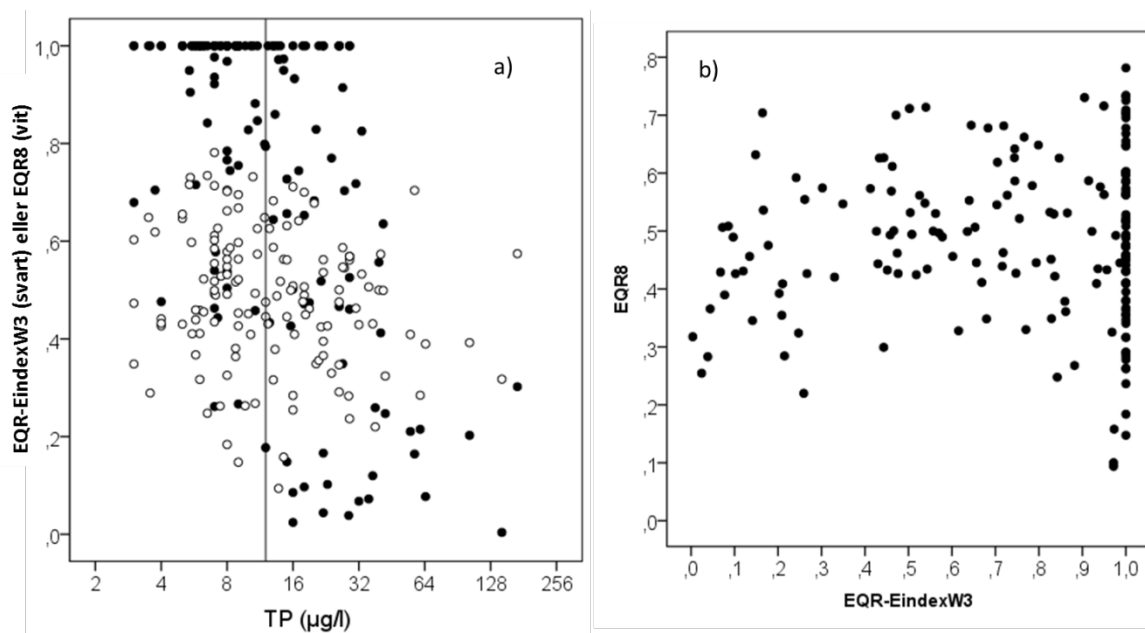 EQR-EindexW3 (svart) eller EQR8 (vit)
1,0
,8
,6
,4
,2
,0
a)
2 4 8 16 32 64 128 256
TP (µg/l)
EQR8
,8
,7
,6
,5
,4
,3
,2
,1
,0
b)
,0 ,1 ,2 ,3 ,4 ,5 ,6 ,7 ,8 ,9 1,0
EQR-EindexW3